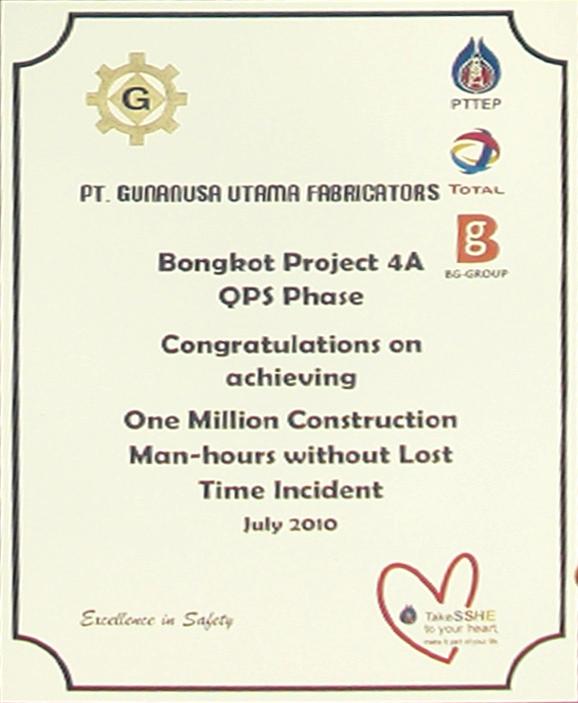 G
PTTEP
TOTAL
PT. GUNANUSA UTAMA FABRICATORS
Bg
BG-GROUP
Bongkot Project 4A
QPS Phase
Congratulations on
achieving
One Million Construction
Man-hours without Lost
Time Incident
July 2010
Excellence in Safety
TakeSSHE
to your heart,
make it part of your life